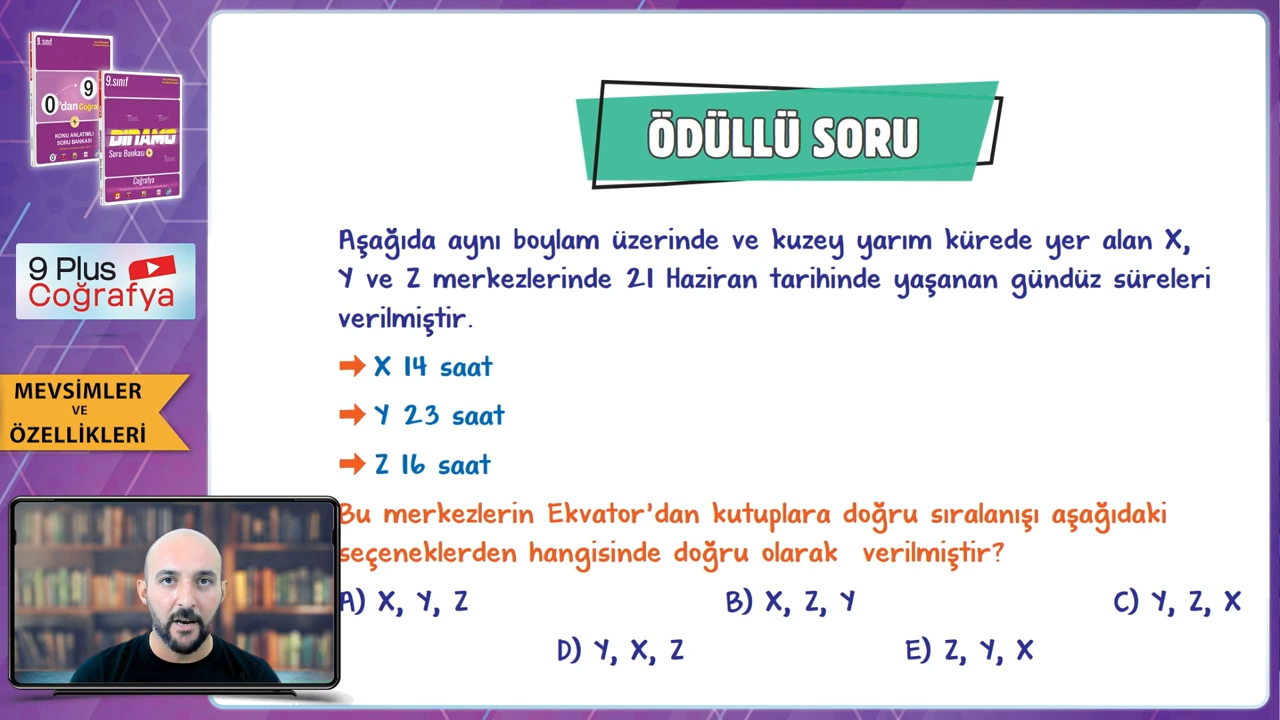 9.sınıf
0'dan 9
KONU ANLATIMLI
SORU BANKASI
9.sınıf
DİNAMO
Soru Bankası
Coğrafya
9 Plus
Coğrafya
MEVSİMLER
VE
ÖZELLİKLERİ
ÖDÜLLÜ SORU
Aşağıda aynı boylam üzerinde ve kuzey yarım kürede yer alan X,
Y ve Z merkezlerinde 21 Haziran tarihinde yaşanan gündüz süreleri
verilmiştir.
X 14 saat
Y 23 saat
Z 16 saat
Bu merkezlerin Ekvator'dan kutuplara doğru sıralanışı aşağıdaki
seçeneklerden hangisinde doğru olarak verilmiştir?
A) X, Y, Z B) X, Z, Y C) Y, Z, X
D) Y, X, Z E) Z, Y, X